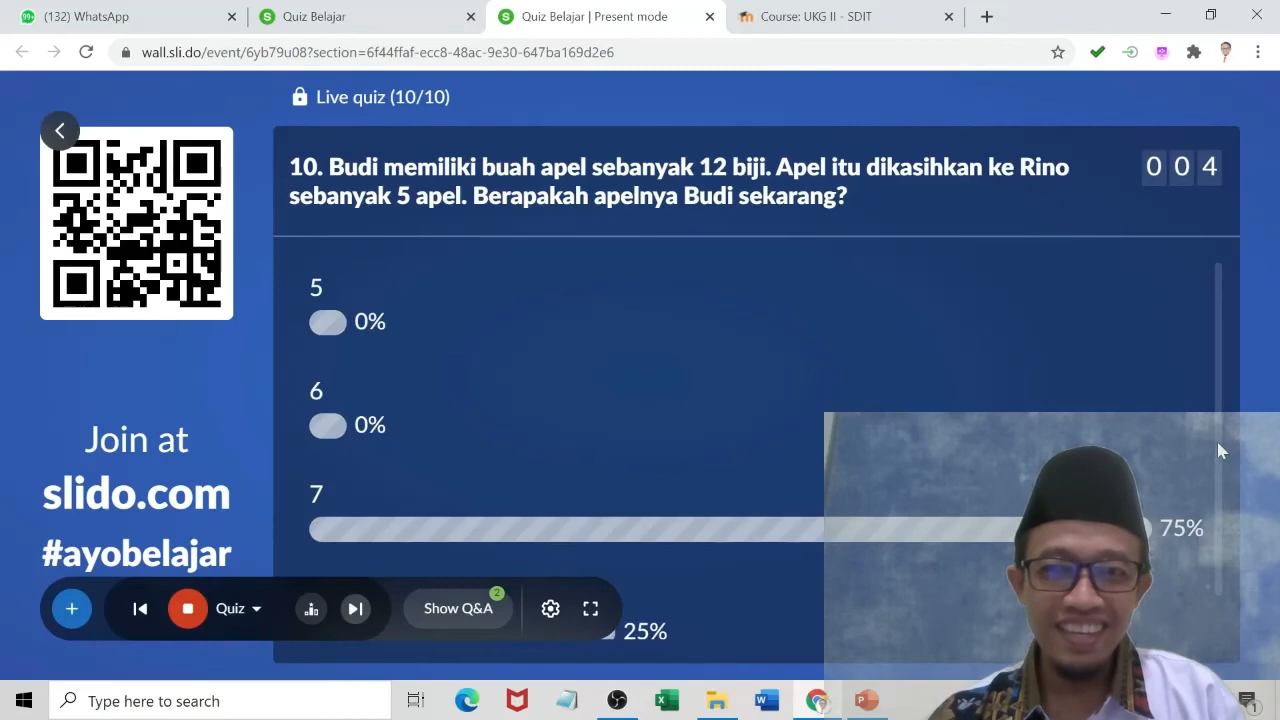 (132) WhatsApp
Quiz Belajar
Quiz Belajar | Present mode
Course: UKG II - SDIT
wall.sli.do/event/6yb79u08?section=6f44ffaf-ecc8-48ac-9e30-647ba169d2e6
Live quiz (10/10)
10. Budi memiliki buah apel sebanyak 12 biji. Apel itu dikasihkan ke Rino
sebanyak 5 apel. Berapakah apelnya Budi sekarang?
0 0 4
5
0%
6
0%
7
75%
25%
Join at
slido.com
#ayobelajar
Quiz
Show Q&A
2
Type here to search
1